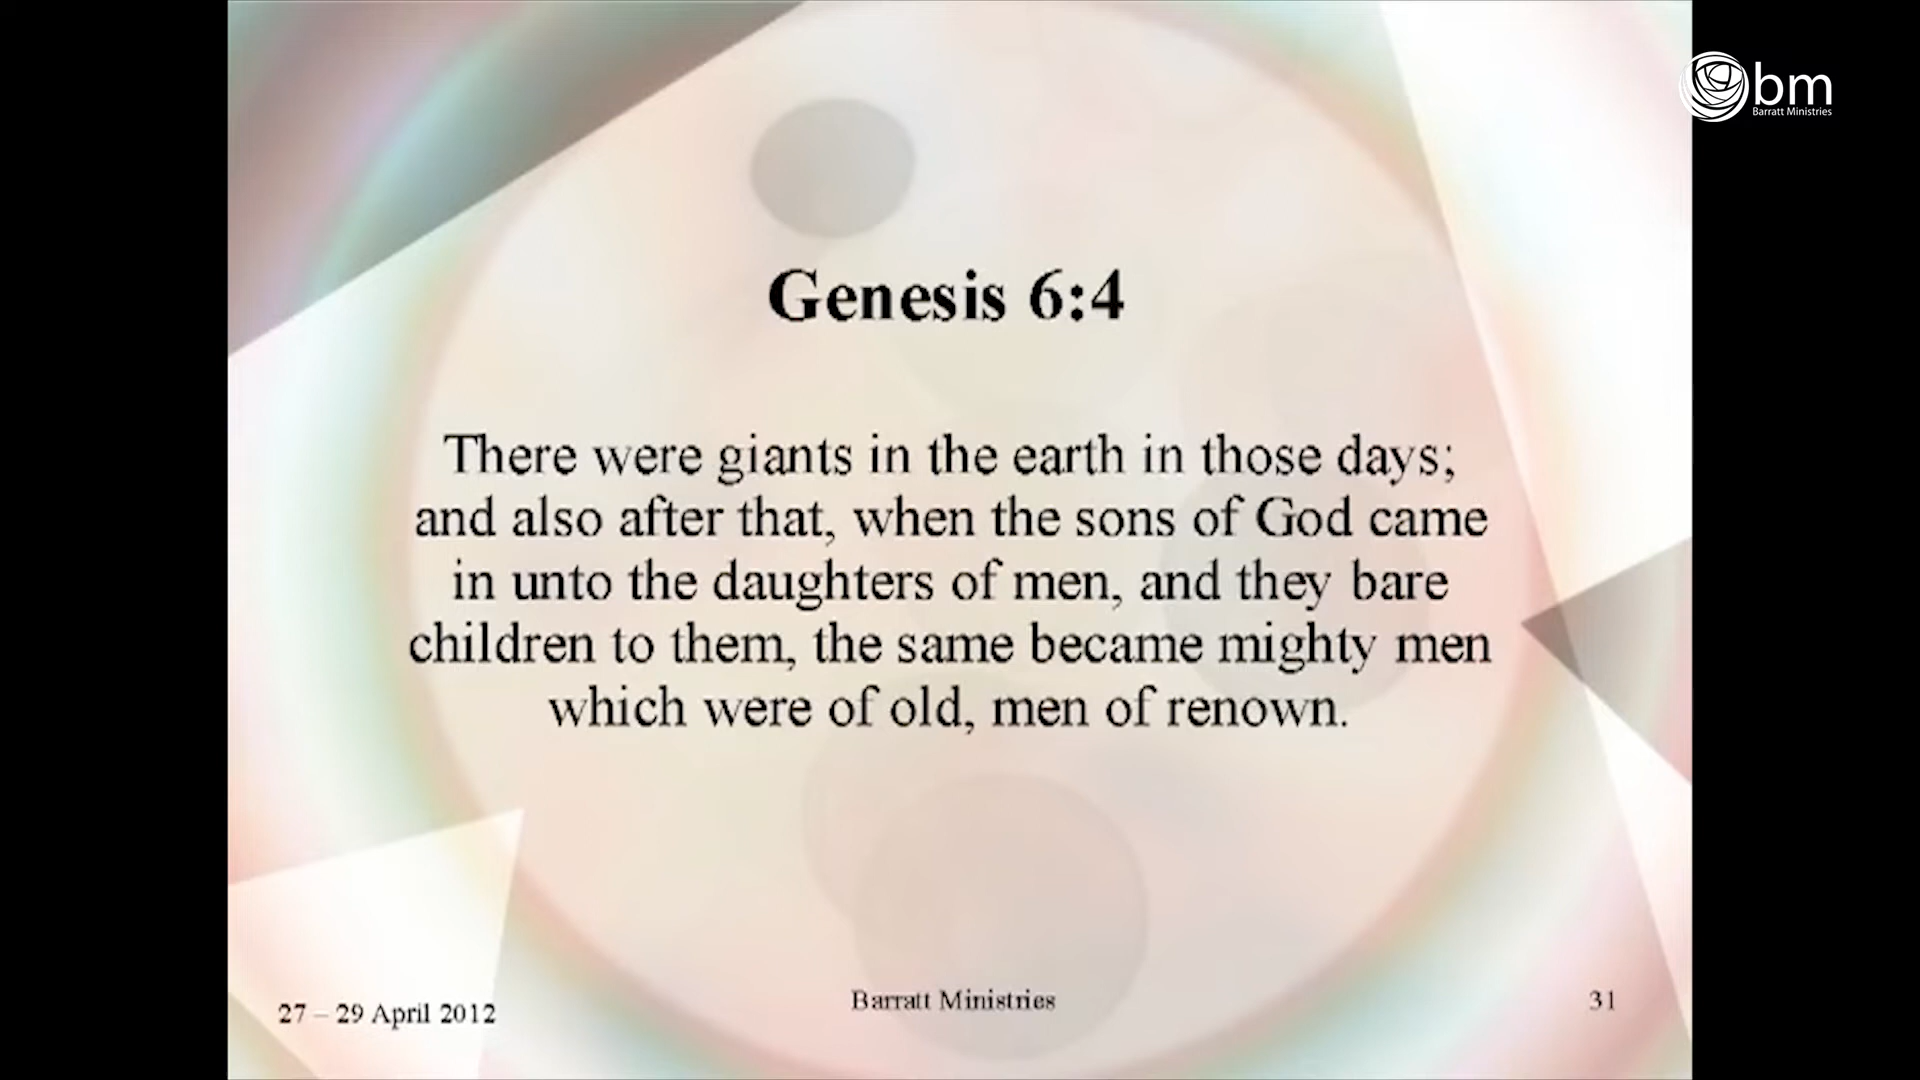 bm
Barratt Ministries
Genesis 6:4
There were giants in the earth in those days;
and also after that, when the sons of God came
in unto the daughters of men, and they bare
children to them, the same became mighty men
which were of old, men of renown.
27 – 29 April 2012
Barratt Ministries
31